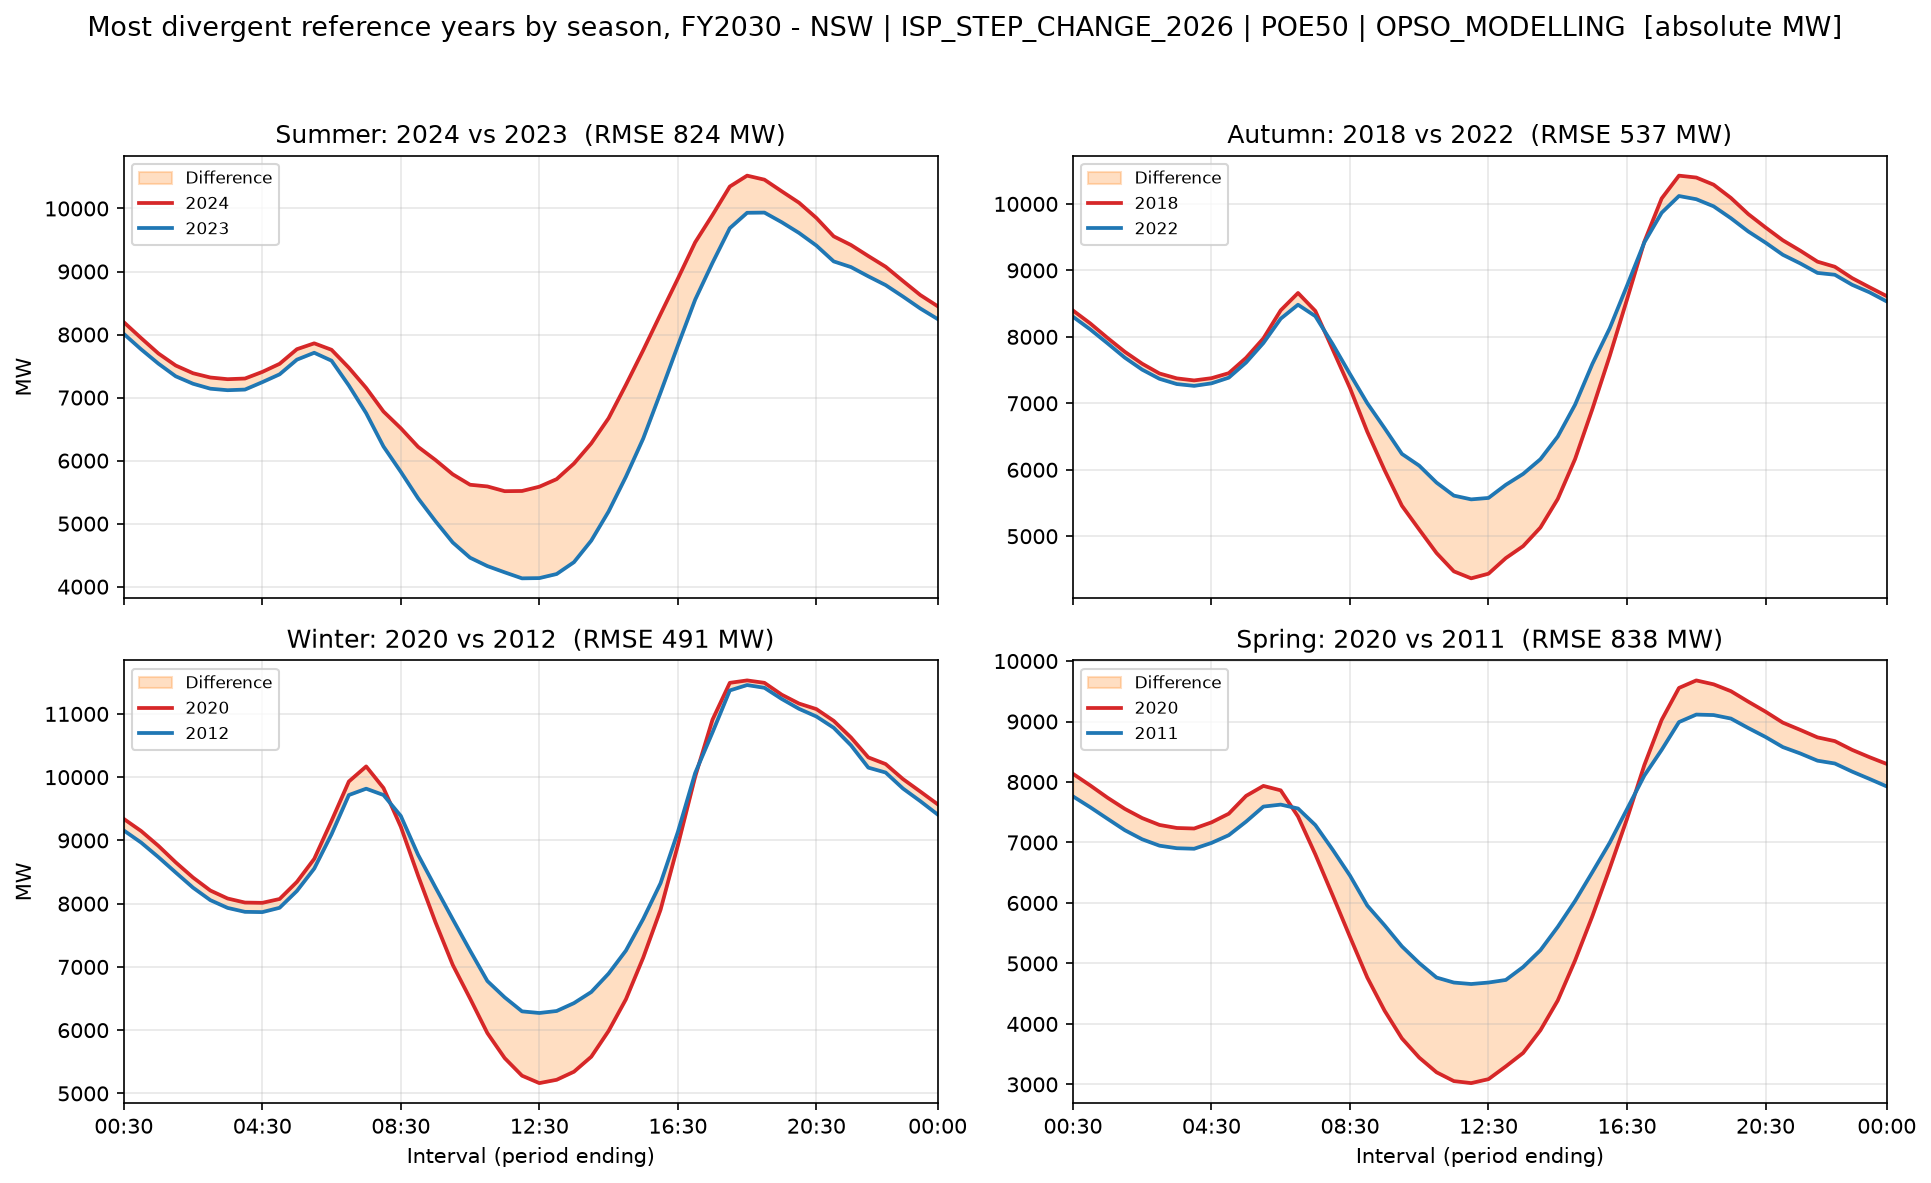 Most divergent reference years by season, FY2030 - NSW | ISP_STEP_CHANGE_2026 | POE50 | OPSO_MODELLING  [absolute MW]
Summer: 2024 vs 2023  (RMSE 824 MW)
Difference
2024
2023
10000
9000
8000
7000
6000
5000
4000
MW
Autumn: 2018 vs 2022  (RMSE 537 MW)
Difference
2018
2022
10000
9000
8000
7000
6000
5000
Winter: 2020 vs 2012  (RMSE 491 MW)
Difference
2020
2012
11000
10000
9000
8000
7000
6000
5000
MW
00:30 04:30 08:30 12:30 16:30 20:30 00:00
Interval (period ending)
Spring: 2020 vs 2011  (RMSE 838 MW)
Difference
2020
2011
10000
9000
8000
7000
6000
5000
4000
3000
00:30 04:30 08:30 12:30 16:30 20:30 00:00
Interval (period ending)